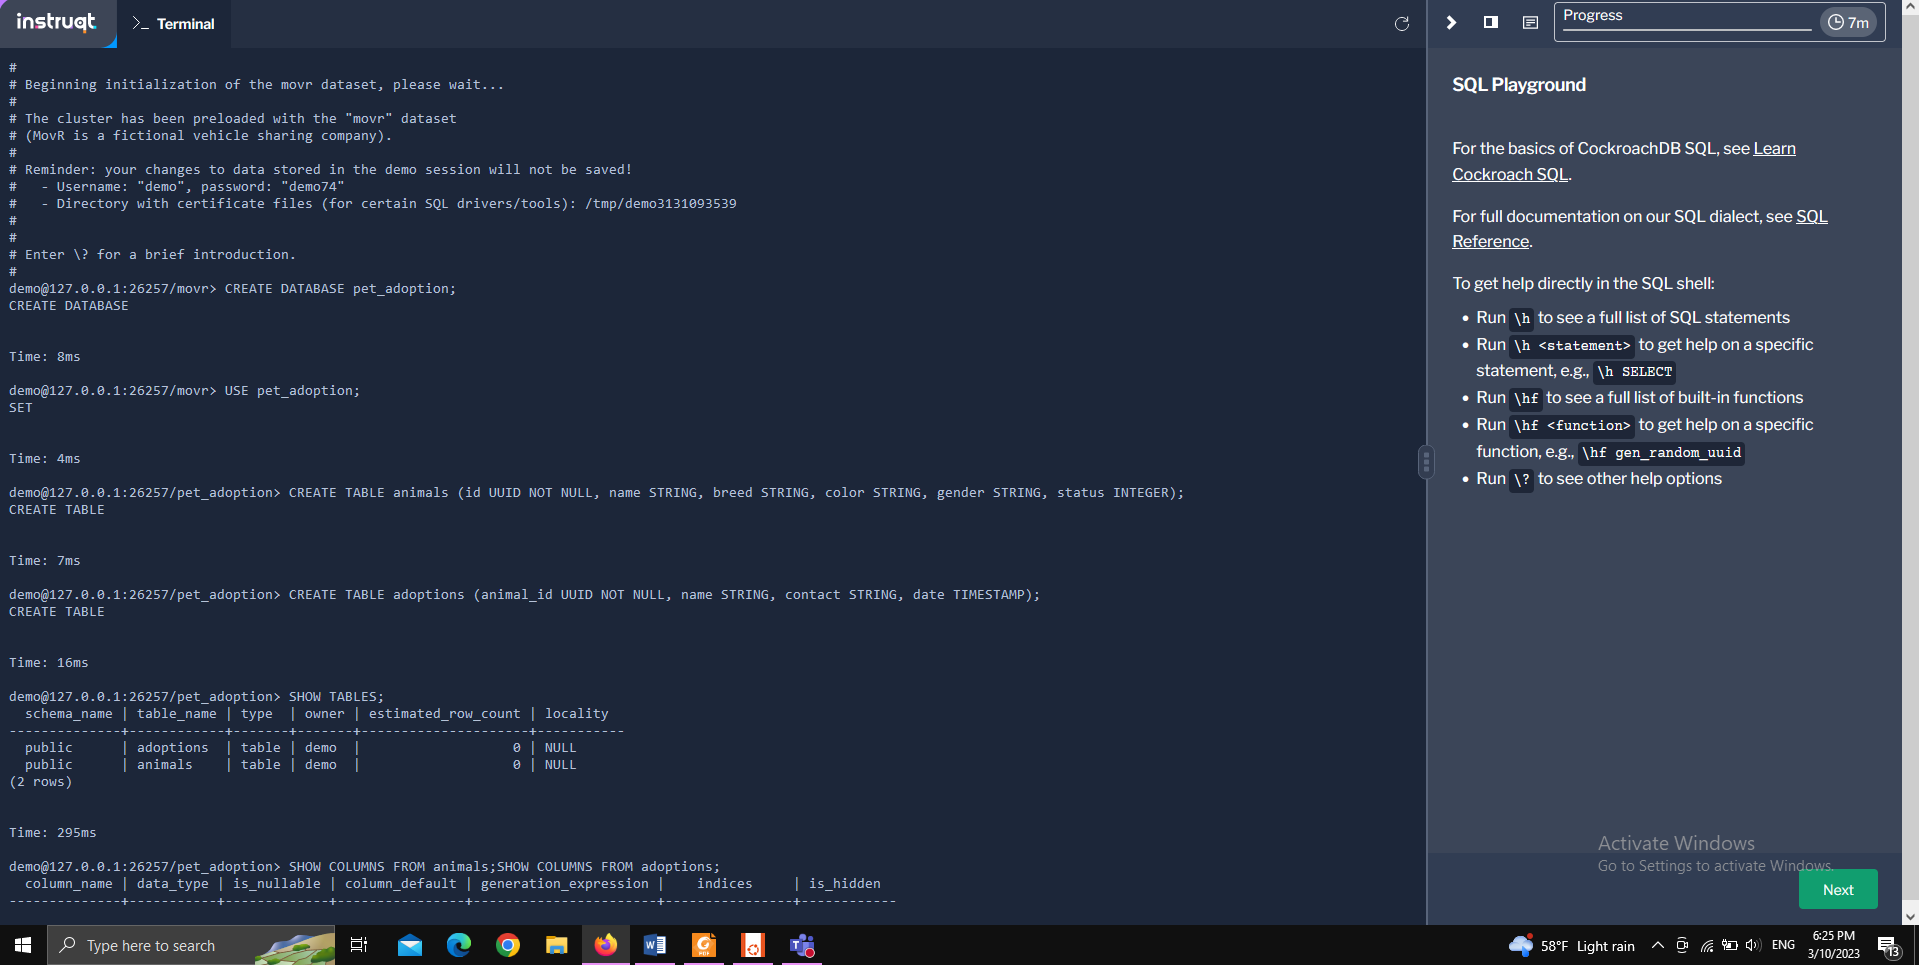 instruqt
>_ Terminal
#
# Beginning initialization of the movr dataset, please wait...
#
# The cluster has been preloaded with the "movr" dataset
# (MovR is a fictional vehicle sharing company).
#
# Reminder: your changes to data stored in the demo session will not be saved!
#   - Username: "demo", password: "demo74"
#   - Directory with certificate files (for certain SQL drivers/tools): /tmp/demo3131093539
#
#
# Enter \? for a brief introduction.
#
demo@127.0.0.1:26257/movr> CREATE DATABASE pet_adoption;
CREATE DATABASE
Time: 8ms
demo@127.0.0.1:26257/movr> USE pet_adoption;
SET
Time: 4ms
demo@127.0.0.1:26257/pet_adoption> CREATE TABLE animals (id UUID NOT NULL, name STRING, breed STRING, color STRING, gender STRING, status INTEGER);
CREATE TABLE
Time: 7ms
demo@127.0.0.1:26257/pet_adoption> CREATE TABLE adoptions (animal_id UUID NOT NULL, name STRING, contact STRING, date TIMESTAMP);
CREATE TABLE
Time: 16ms
demo@127.0.0.1:26257/pet_adoption> SHOW TABLES;
  schema_name | table_name | type  | owner | estimated_row_count | locality
--------------+------------+-------+-------+---------------------+-----------
  public      | adoptions  | table | demo  |                   0 | NULL
  public      | animals    | table | demo  |                   0 | NULL
(2 rows)
Time: 295ms
demo@127.0.0.1:26257/pet_adoption> SHOW COLUMNS FROM animals;SHOW COLUMNS FROM adoptions;
  column_name | data_type | is_nullable | column_default | generation_expression |    indices     | is_hidden
--------------+-----------+-------------+----------------+-----------------------+----------------+------------
Progress
7m
SQL Playground
For the basics of CockroachDB SQL, see Learn
Cockroach SQL.
For full documentation on our SQL dialect, see SQL
Reference.
To get help directly in the SQL shell:
• Run \h to see a full list of SQL statements
• Run \h <statement> to get help on a specific
statement, e.g., \h SELECT
• Run \hf to see a full list of built-in functions
• Run \hf <function> to get help on a specific
function, e.g., \hf gen_random_uuid
• Run \? to see other help options
Activate Windows
Go to Settings to activate Windows.
Next
Type here to search
58°F Light rain
ENG
6:25 PM
3/10/2023
13